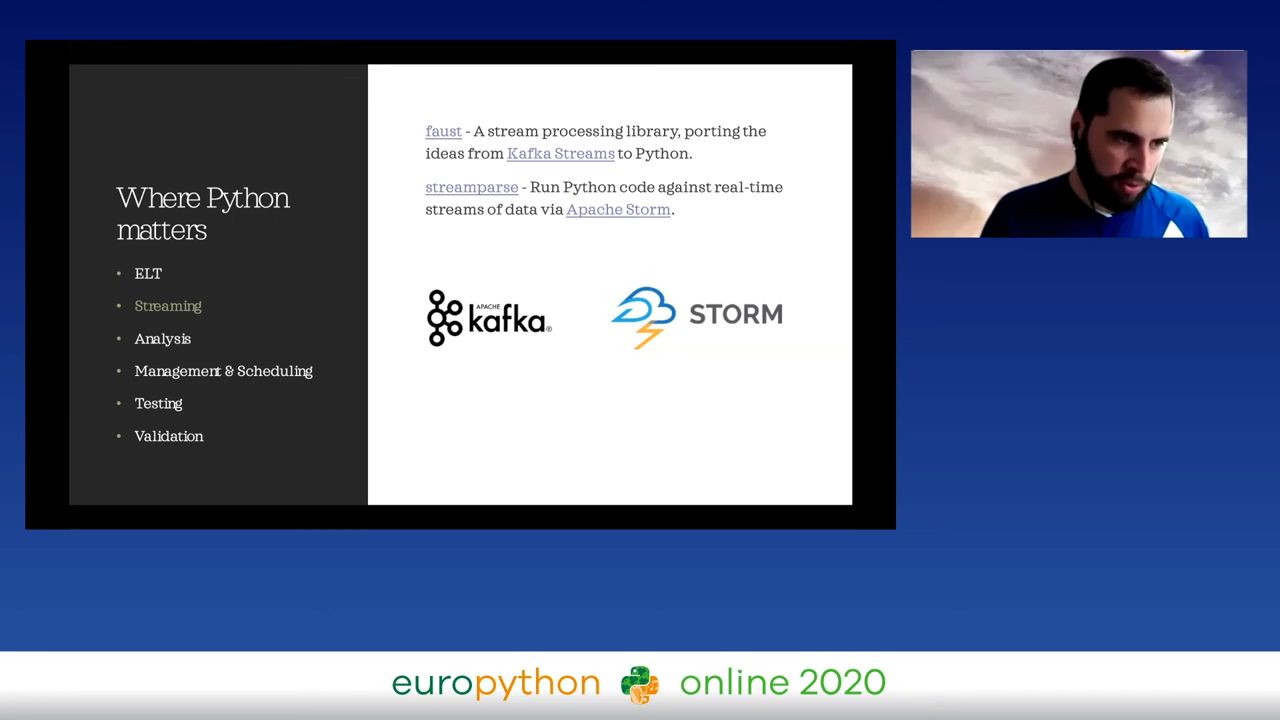 Where Python
matters
• ELT
• Streaming
• Analysis
• Management & Scheduling
• Testing
• Validation
faust - A stream processing library, porting the
ideas from Kafka Streams to Python.
streamparse - Run Python code against real-time
streams of data via Apache Storm.
APACHE
kafka®
STORM
europython online 2020